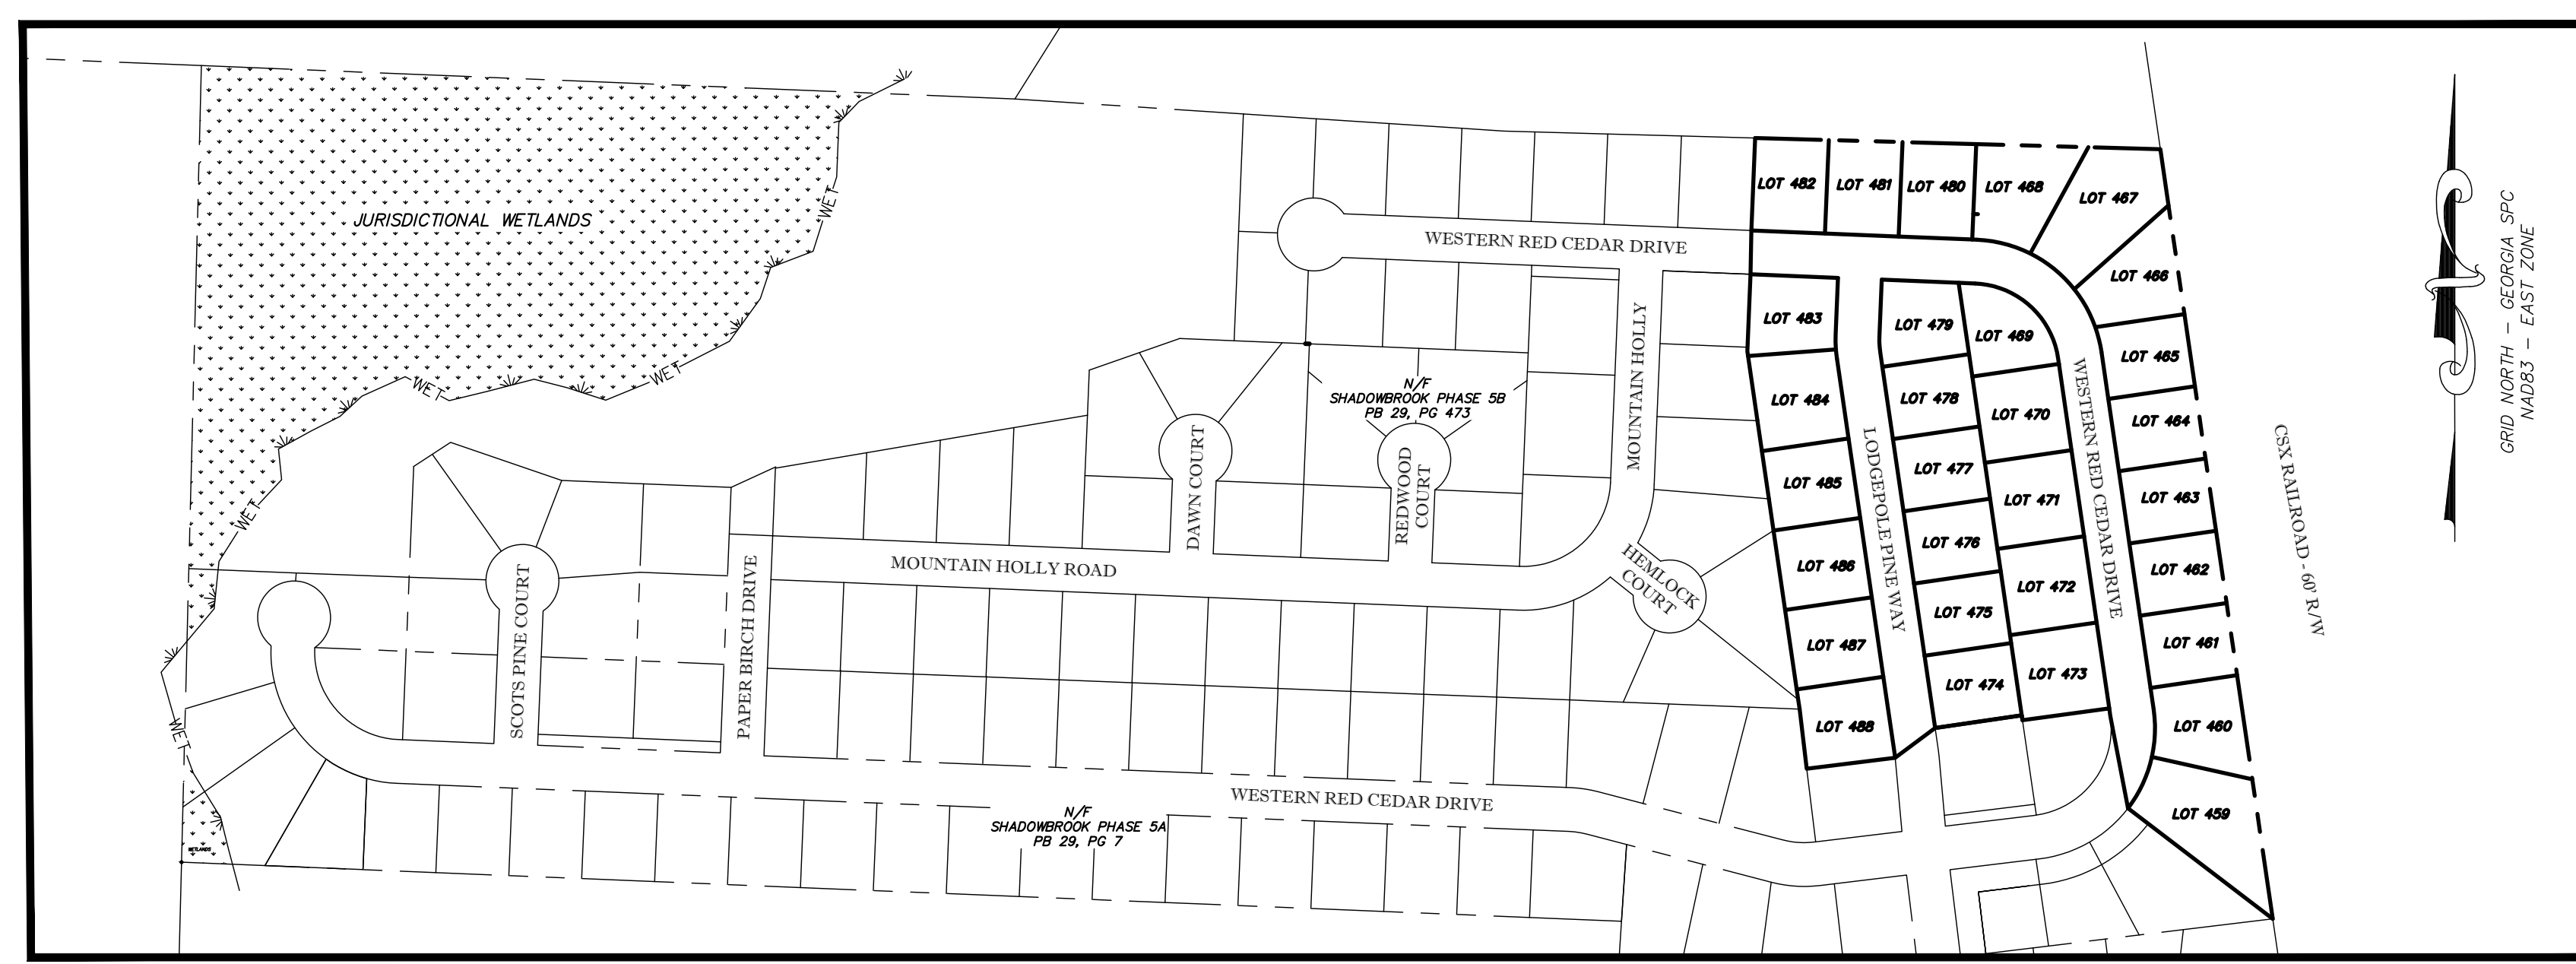 JURISDICTIONAL WETLANDS
WET
WET
WET
WET
WET
WETLANDS
WESTERN RED CEDAR DRIVE
MOUNTAIN HOLLY
N/F
SHADOWBROOK PHASE 5B
PB 29, PG 473
DAWN COURT
REDWOOD
COURT
MOUNTAIN HOLLY ROAD
HEMLOCK
COURT
SCOTS PINE COURT
PAPER BIRCH DRIVE
WESTERN RED CEDAR DRIVE
N/F
SHADOWBROOK PHASE 5A
PB 29, PG 7
LOT 482
LOT 481
LOT 480
LOT 468
LOT 467
LOT 466
LOT 483
LOT 479
LOT 469
LOT 465
LOT 484
LOT 478
LOT 470
LOT 464
LOT 485
LOT 477
LOT 471
LOT 463
LOT 486
LOT 476
LOT 472
LOT 462
LOT 487
LOT 475
LOT 473
LOT 461
LOT 488
LOT 474
LOT 460
LOT 459
LODGEPOLE PINE WAY
WESTERN RED CEDAR DRIVE
CSX RAILROAD - 60' R/W
GRID NORTH - GEORGIA SPC
NAD83 - EAST ZONE